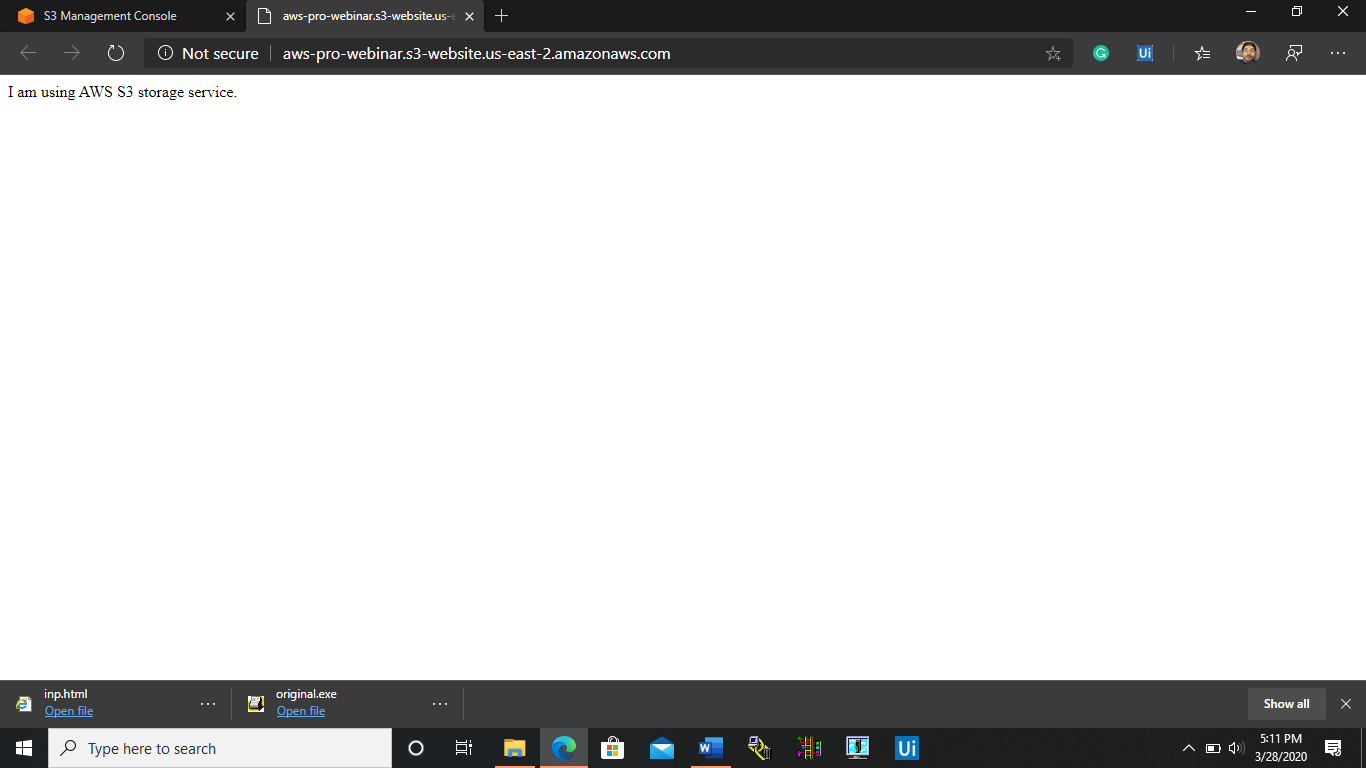 S3 Management Console
aws-pro-webinar.s3-website.us-e
Not secure
aws-pro-webinar.s3-website.us-east-2.amazonaws.com
G
Ui
I am using AWS S3 storage service.
inp.html
Open file
original.exe
Open file
Show all
Type here to search
W
Ui
5:11 PM
3/28/2020